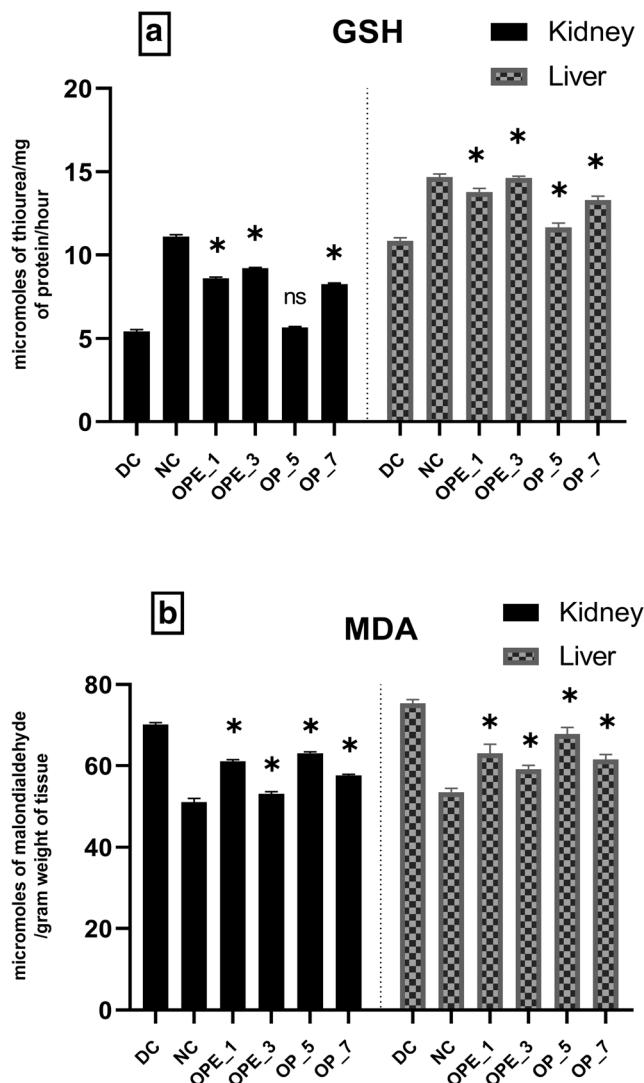 a
GSH
Kidney
Liver
micromoles of thiourea/mg
of protein/hour
20
15
10
5
0
* * ns * * * * *
DC NC OPE_1 OPE_3 OP_5 OP_7 DC NC OPE_1 OPE_3 OP_5 OP_7
b
MDA
Kidney
Liver
micromoles of malondialdehyde
/gram weight of tissue
80
60
40
20
0
* * * * * * * *
DC NC OPE_1 OPE_3 OP_5 OP_7 DC NC OPE_1 OPE_3 OP_5 OP_7